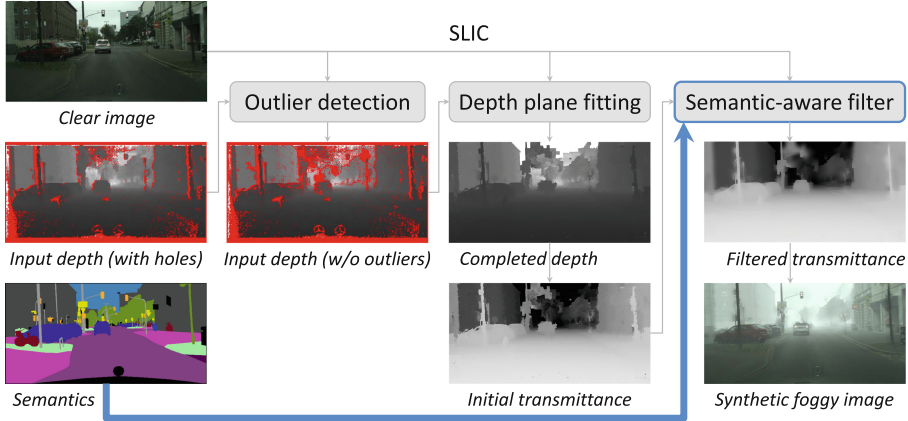 SLIC
Outlier detection
Depth plane fitting
Semantic-aware filter
Clear image
Input depth (with holes)
Input depth (w/o outliers)
Completed depth
Filtered transmittance
Semantics
Initial transmittance
Synthetic foggy image